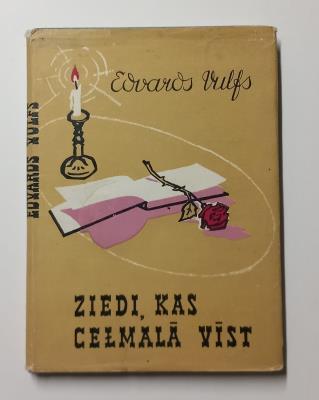 Edvards Vulfs
EDVARDS VULFS
ZIEDI, KAS
CEĻMALĀ VĪST